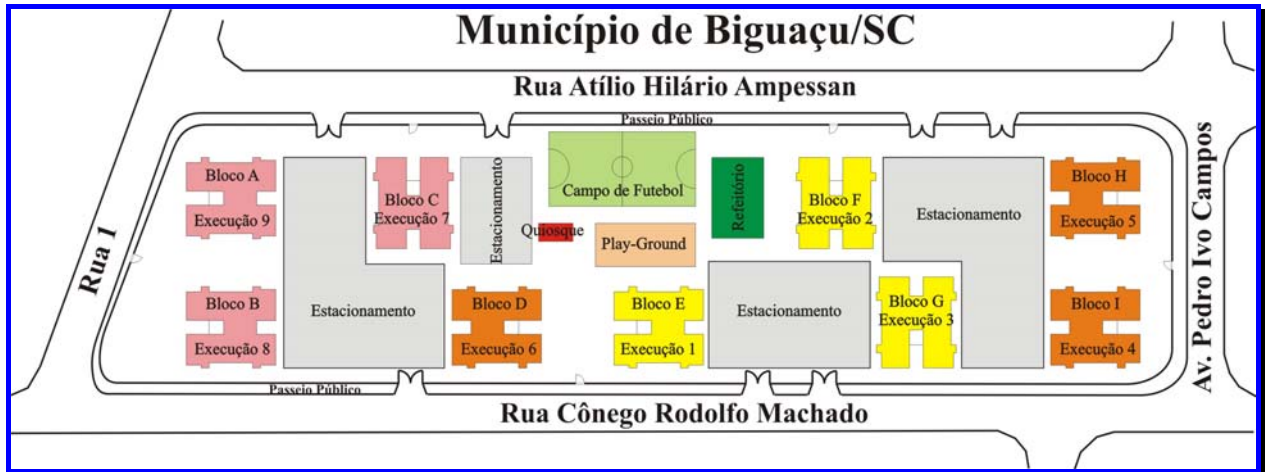 Município de Biguaçu/SC
Rua Atílio Hilário Ampessan
Passeio Público
Bloco A
Execução 9
Bloco C
Execução 7
Estacionamento
Campo de Futebol
Refeitório
Bloco F
Execução 2
Estacionamento
Bloco H
Execução 5
Quiosque
Play-Ground
Rua 1
Av. Pedro Ivo Campos
Bloco B
Execução 8
Estacionamento
Bloco D
Execução 6
Bloco E
Execução 1
Estacionamento
Bloco G
Execução 3
Bloco I
Execução 4
Passeio Público
Rua Cônego Rodolfo Machado